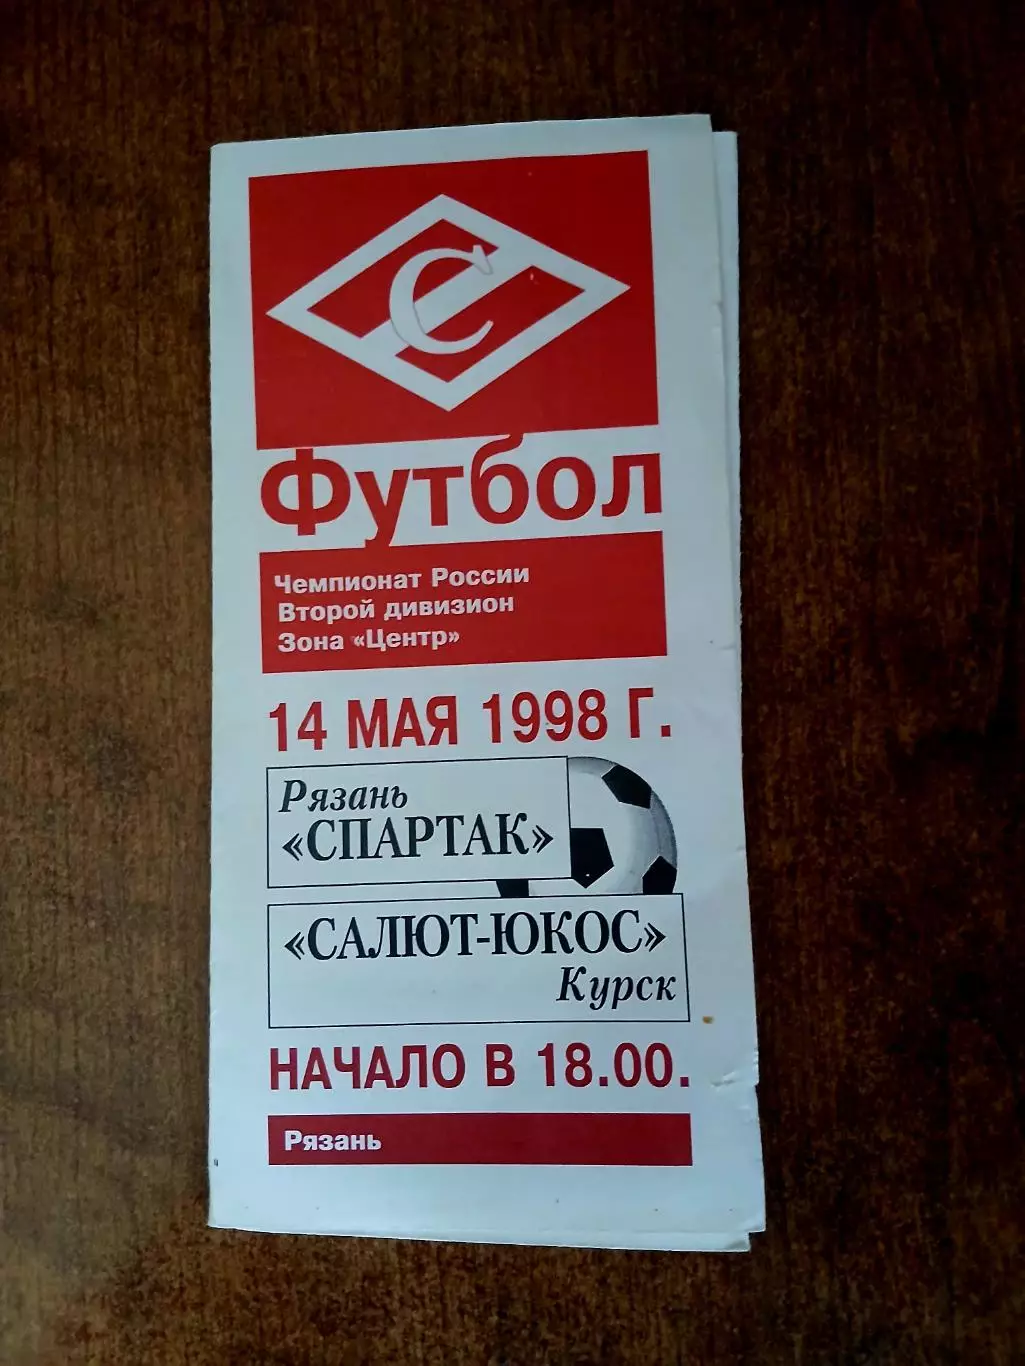 С
Футбол
Чемпионат России
Второй дивизион
Зона «Центр»
14 МАЯ 1998 Г.
Рязань
«СПАРТАК»
«САЛЮТ-ЮКОС»
Курск
НАЧАЛО В 18.00.
Рязань